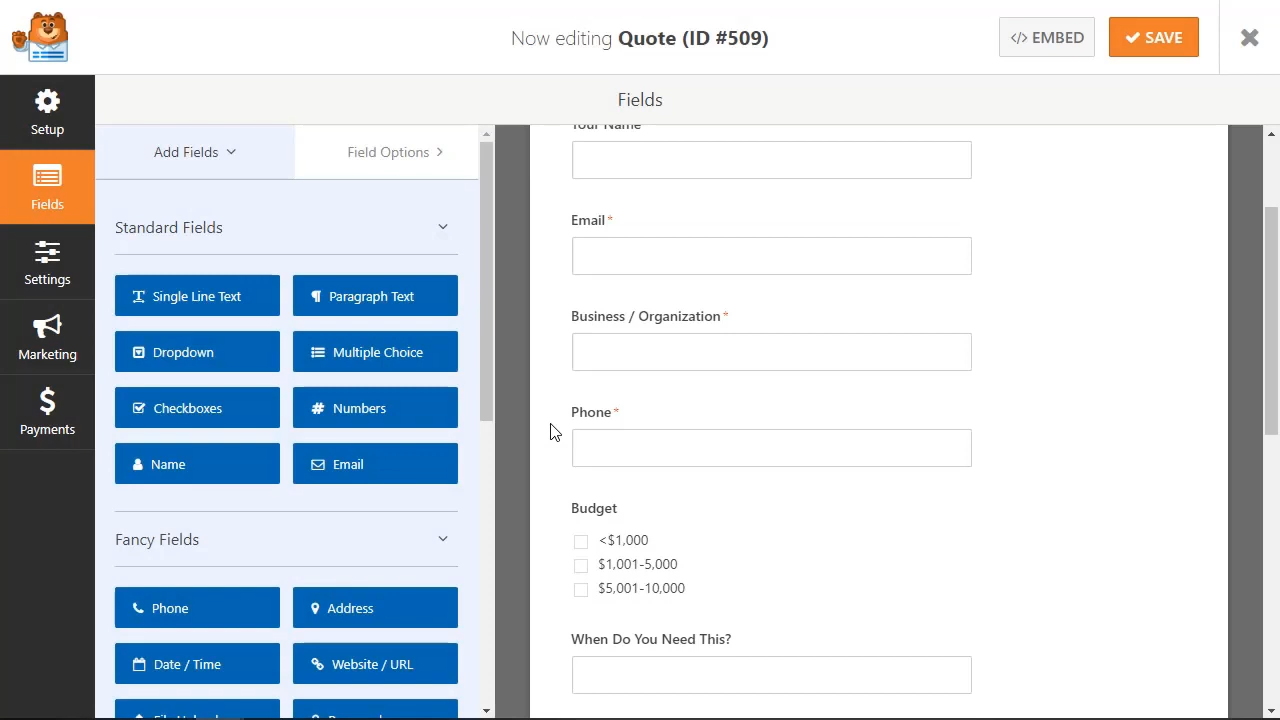 Now editing Quote (ID #509)
</> EMBED
SAVE
Setup
Fields
Settings
Marketing
Payments
Fields
Add Fields
Field Options
Standard Fields
Single Line Text
Paragraph Text
Dropdown
Multiple Choice
Checkboxes
# Numbers
Name
Email
Fancy Fields
Phone
Address
Date / Time
Website / URL
Your Name
Email *
Business / Organization *
Phone *
Budget
<$1,000
$1,001-5,000
$5,001-10,000
When Do You Need This?